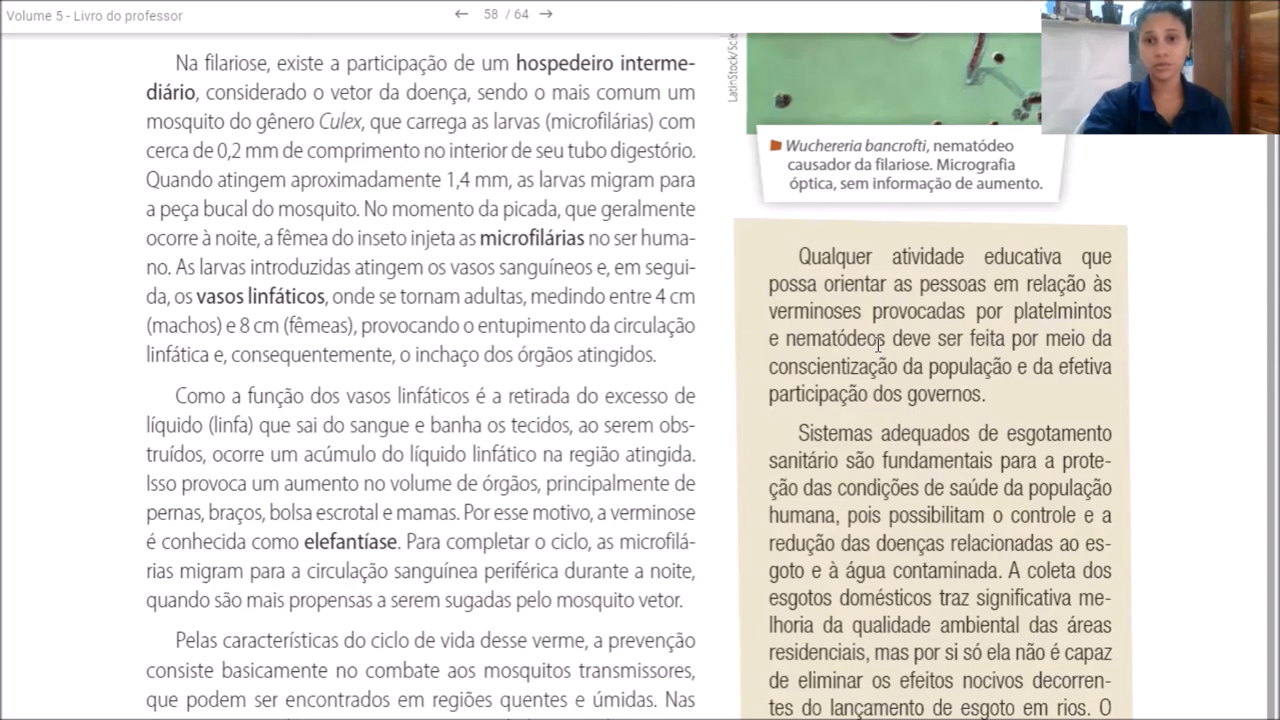 Volume 5 - Livro do professor
← 58 / 64 →
Na filariose, existe a participação de um hospedeiro interme-
diário, considerado o vetor da doença, sendo o mais comum um
mosquito do gênero Culex, que carrega as larvas (microfilárias) com
cerca de 0,2 mm de comprimento no interior de seu tubo digestório.
Quando atingem aproximadamente 1,4 mm, as larvas migram para
a peça bucal do mosquito. No momento da picada, que geralmente
ocorre à noite, a fêmea do inseto injeta as microfilárias no ser huma-
no. As larvas introduzidas atingem os vasos sanguíneos e, em segui-
da, os vasos linfáticos, onde se tornam adultas, medindo entre 4 cm
(machos) e 8 cm (fêmeas), provocando o entupimento da circulação
linfática e, consequentemente, o inchaço dos órgãos atingidos.
Como a função dos vasos linfáticos é a retirada do excesso de
líquido (linfa) que sai do sangue e banha os tecidos, ao serem obs-
truídos, ocorre um acúmulo do líquido linfático na região atingida.
Isso provoca um aumento no volume de órgãos, principalmente de
pernas, braços, bolsa escrotal e mamas. Por esse motivo, a verminose
é conhecida como elefantíase. Para completar o ciclo, as microfilá-
rias migram para a circulação sanguínea periférica durante a noite,
quando são mais propensas a serem sugadas pelo mosquito vetor.
Pelas características do ciclo de vida desse verme, a prevenção
consiste basicamente no combate aos mosquitos transmissores,
que podem ser encontrados em regiões quentes e úmidas. Nas
Wuchereria bancrofti, nematódeo
causador da filariose. Micrografia
óptica, sem informação de aumento.
Qualquer atividade educativa que
possa orientar as pessoas em relação às
verminoses provocadas por platelmintos
e nematódeos deve ser feita por meio da
conscientização da população e da efetiva
participação dos governos.
Sistemas adequados de esgotamento
sanitário são fundamentais para a prote-
ção das condições de saúde da população
humana, pois possibilitam o controle e a
redução das doenças relacionadas ao es-
goto e à água contaminada. A coleta dos
esgotos domésticos traz significativa me-
lhoria da qualidade ambiental das áreas
residenciais, mas por si só ela não é capaz
de eliminar os efeitos nocivos decorren-
tes do lançamento de esgoto em rios. O